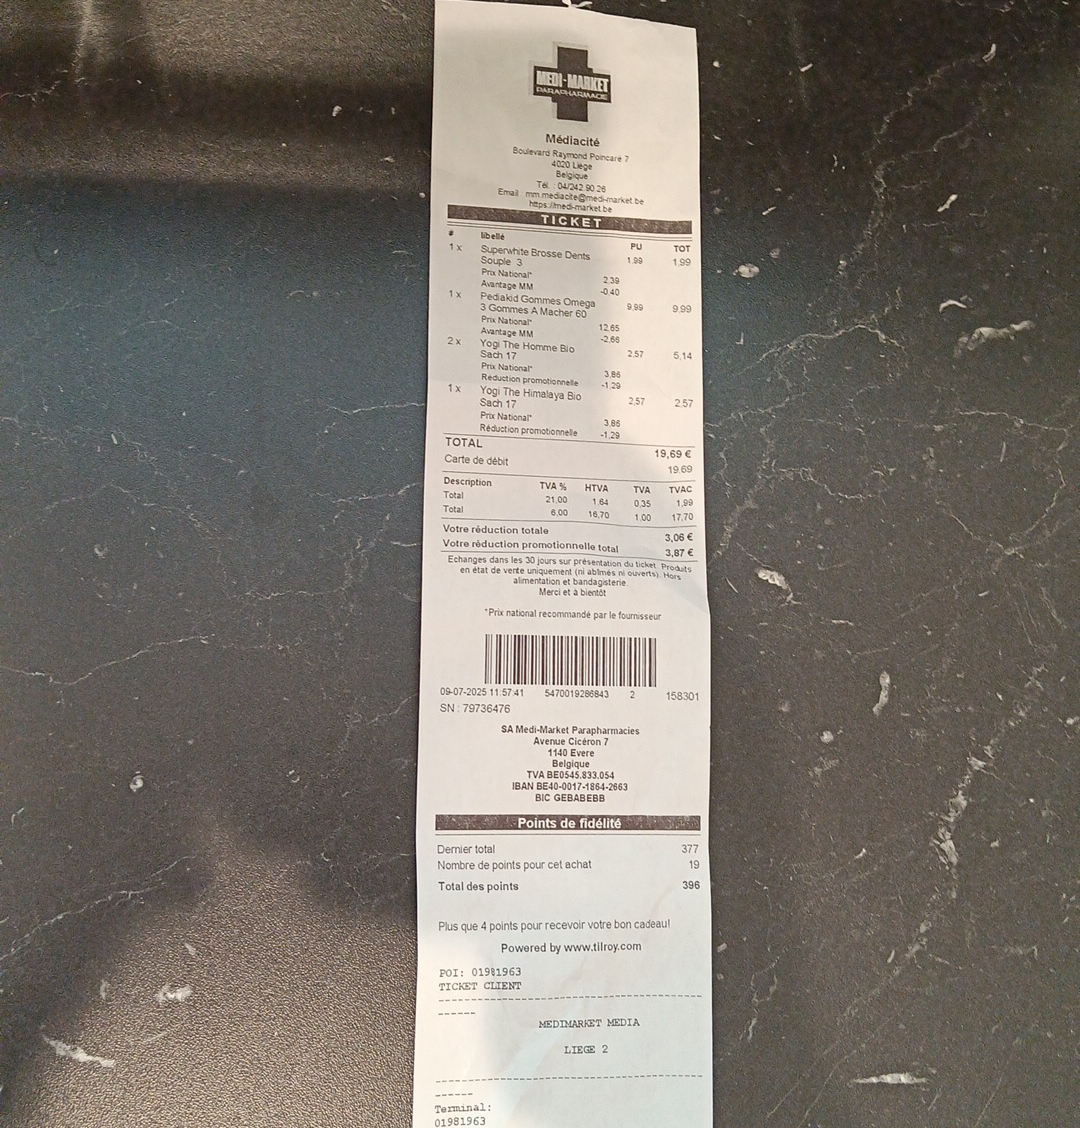 MEDI-MARKET
PARAPHARMACIE
Médiacité
Boulevard Raymond Poincaré 7
4020 Liège
Belgique
Tél. : 04/242.90.26
Email : mm.mediacite@medi-market.be
https://medi-market.be
TICKET
# libellé PU TOT
1 x Superwhite Brosse Dents Souple 3 1,99 1,99
Prix National* 2,39
Avantage MM -0,40
1 x Pediakid Gommes Omega 3 Gommes A Macher 60 9,99 9,99
Prix National* 12,65
Avantage MM -2,66
2 x Yogi The Homme Bio Sach 17 2,57 5,14
Prix National* 3,86
Réduction promotionnelle -1,29
1 x Yogi The Himalaya Bio Sach 17 2,57 2,57
Prix National* 3,86
Réduction promotionnelle -1,29
TOTAL 19,69 €
Carte de débit 19,69
Description TVA % HTVA TVA TVAC
Total 21,00 1,64 0,35 1,99
Total 6,00 16,70 1,00 17,70
Votre réduction totale 3,06 €
Votre réduction promotionnelle total 3,87 €
Echanges dans les 30 jours sur présentation du ticket. Produits
en état de vente uniquement (ni abîmés ni ouverts). Hors
alimentation et bandagisterie.
Merci et à bientôt
*Prix national recommandé par le fournisseur
09-07-2025 11:57:41 5470019286843 2 158301
SN : 79736476
SA Medi-Market Parapharmacies
Avenue Cicéron 7
1140 Evere
Belgique
TVA BE0545.833.054
IBAN BE40-0017-1864-2663
BIC GEBABEBB
Points de fidélité
Dernier total 377
Nombre de points pour cet achat 19
Total des points 396
Plus que 4 points pour recevoir votre bon cadeau!
Powered by www.tilroy.com
POI: 01981963
TICKET CLIENT
MEDIMARKET MEDIA
LIEGE 2
Terminal:
01981963